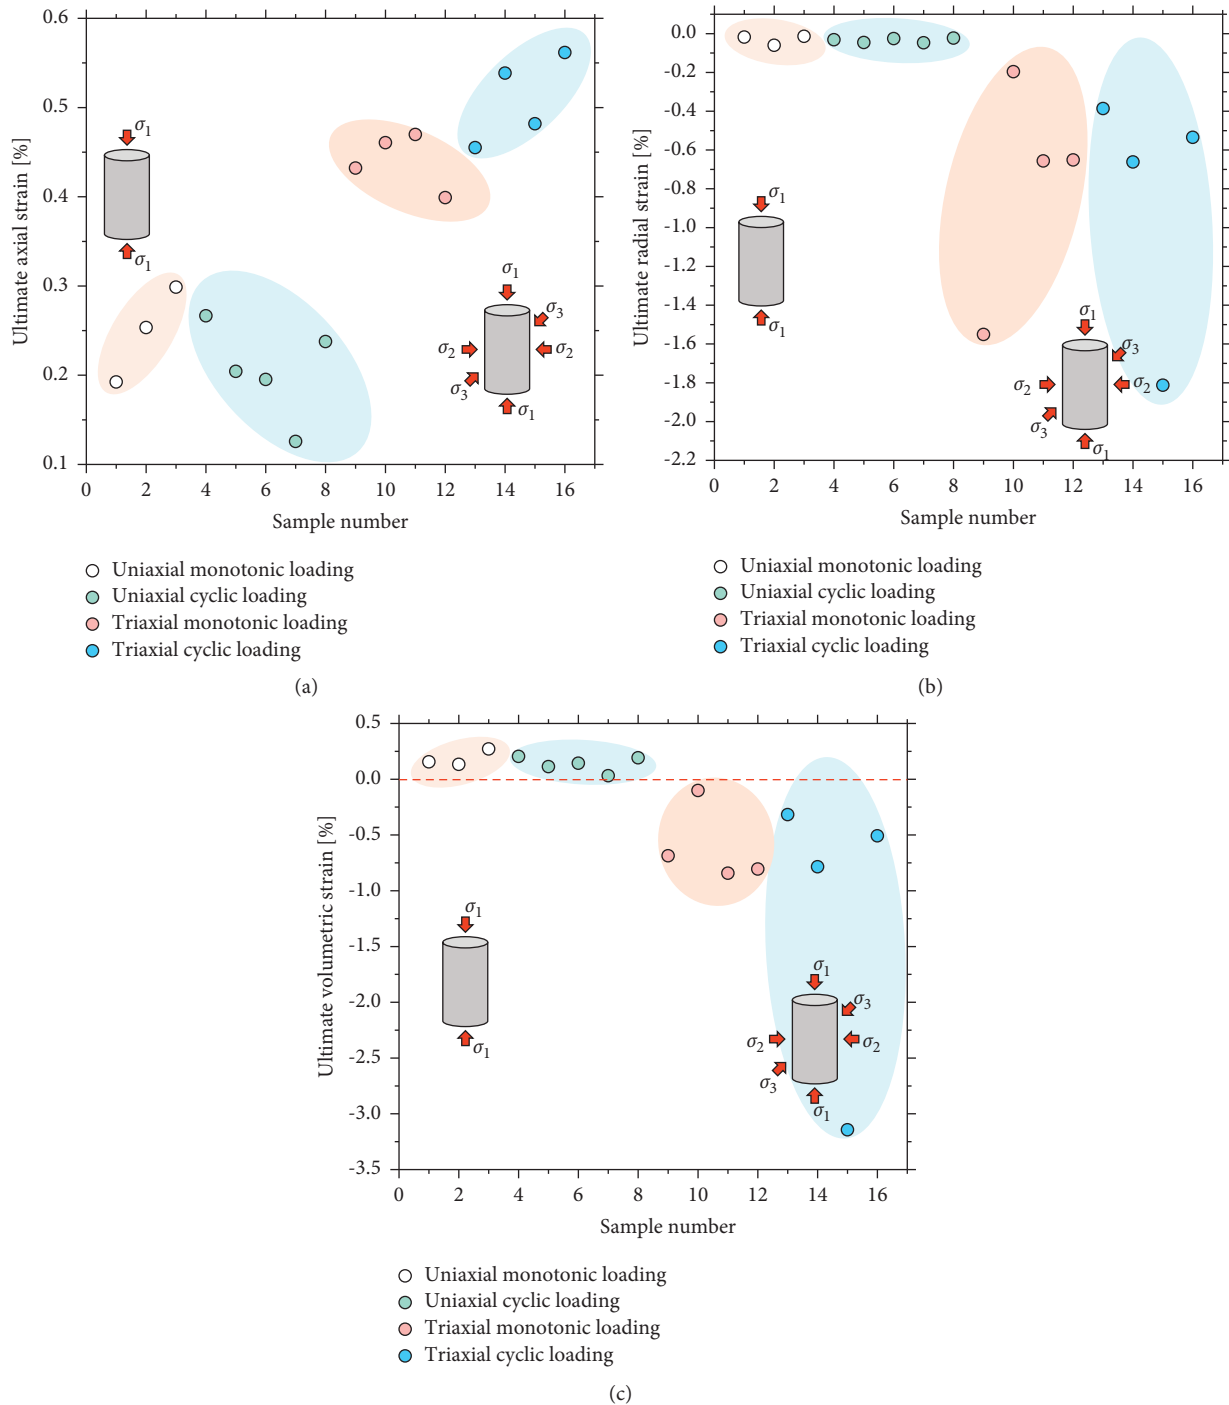 0.6
0.5
0.4
0.3
0.2
0.1
Ultimate axial strain [%]
σ1
σ1
σ1
σ3
σ2
σ2
σ3
σ1
0 2 4 6 8 10 12 14 16
Sample number
Uniaxial monotonic loading
Uniaxial cyclic loading
Triaxial monotonic loading
Triaxial cyclic loading
(a)
0.0
-0.2
-0.4
-0.6
-0.8
-1.0
-1.2
-1.4
-1.6
-1.8
-2.0
-2.2
Ultimate radial strain [%]
σ1
σ1
σ1
σ3
σ2
σ2
σ3
σ1
0 2 4 6 8 10 12 14 16
Sample number
Uniaxial monotonic loading
Uniaxial cyclic loading
Triaxial monotonic loading
Triaxial cyclic loading
(b)
0.5
0.0
-0.5
-1.0
-1.5
-2.0
-2.5
-3.0
-3.5
Ultimate volumetric strain [%]
σ1
σ1
σ1
σ3
σ2
σ2
σ3
σ1
0 2 4 6 8 10 12 14 16
Sample number
Uniaxial monotonic loading
Uniaxial cyclic loading
Triaxial monotonic loading
Triaxial cyclic loading
(c)